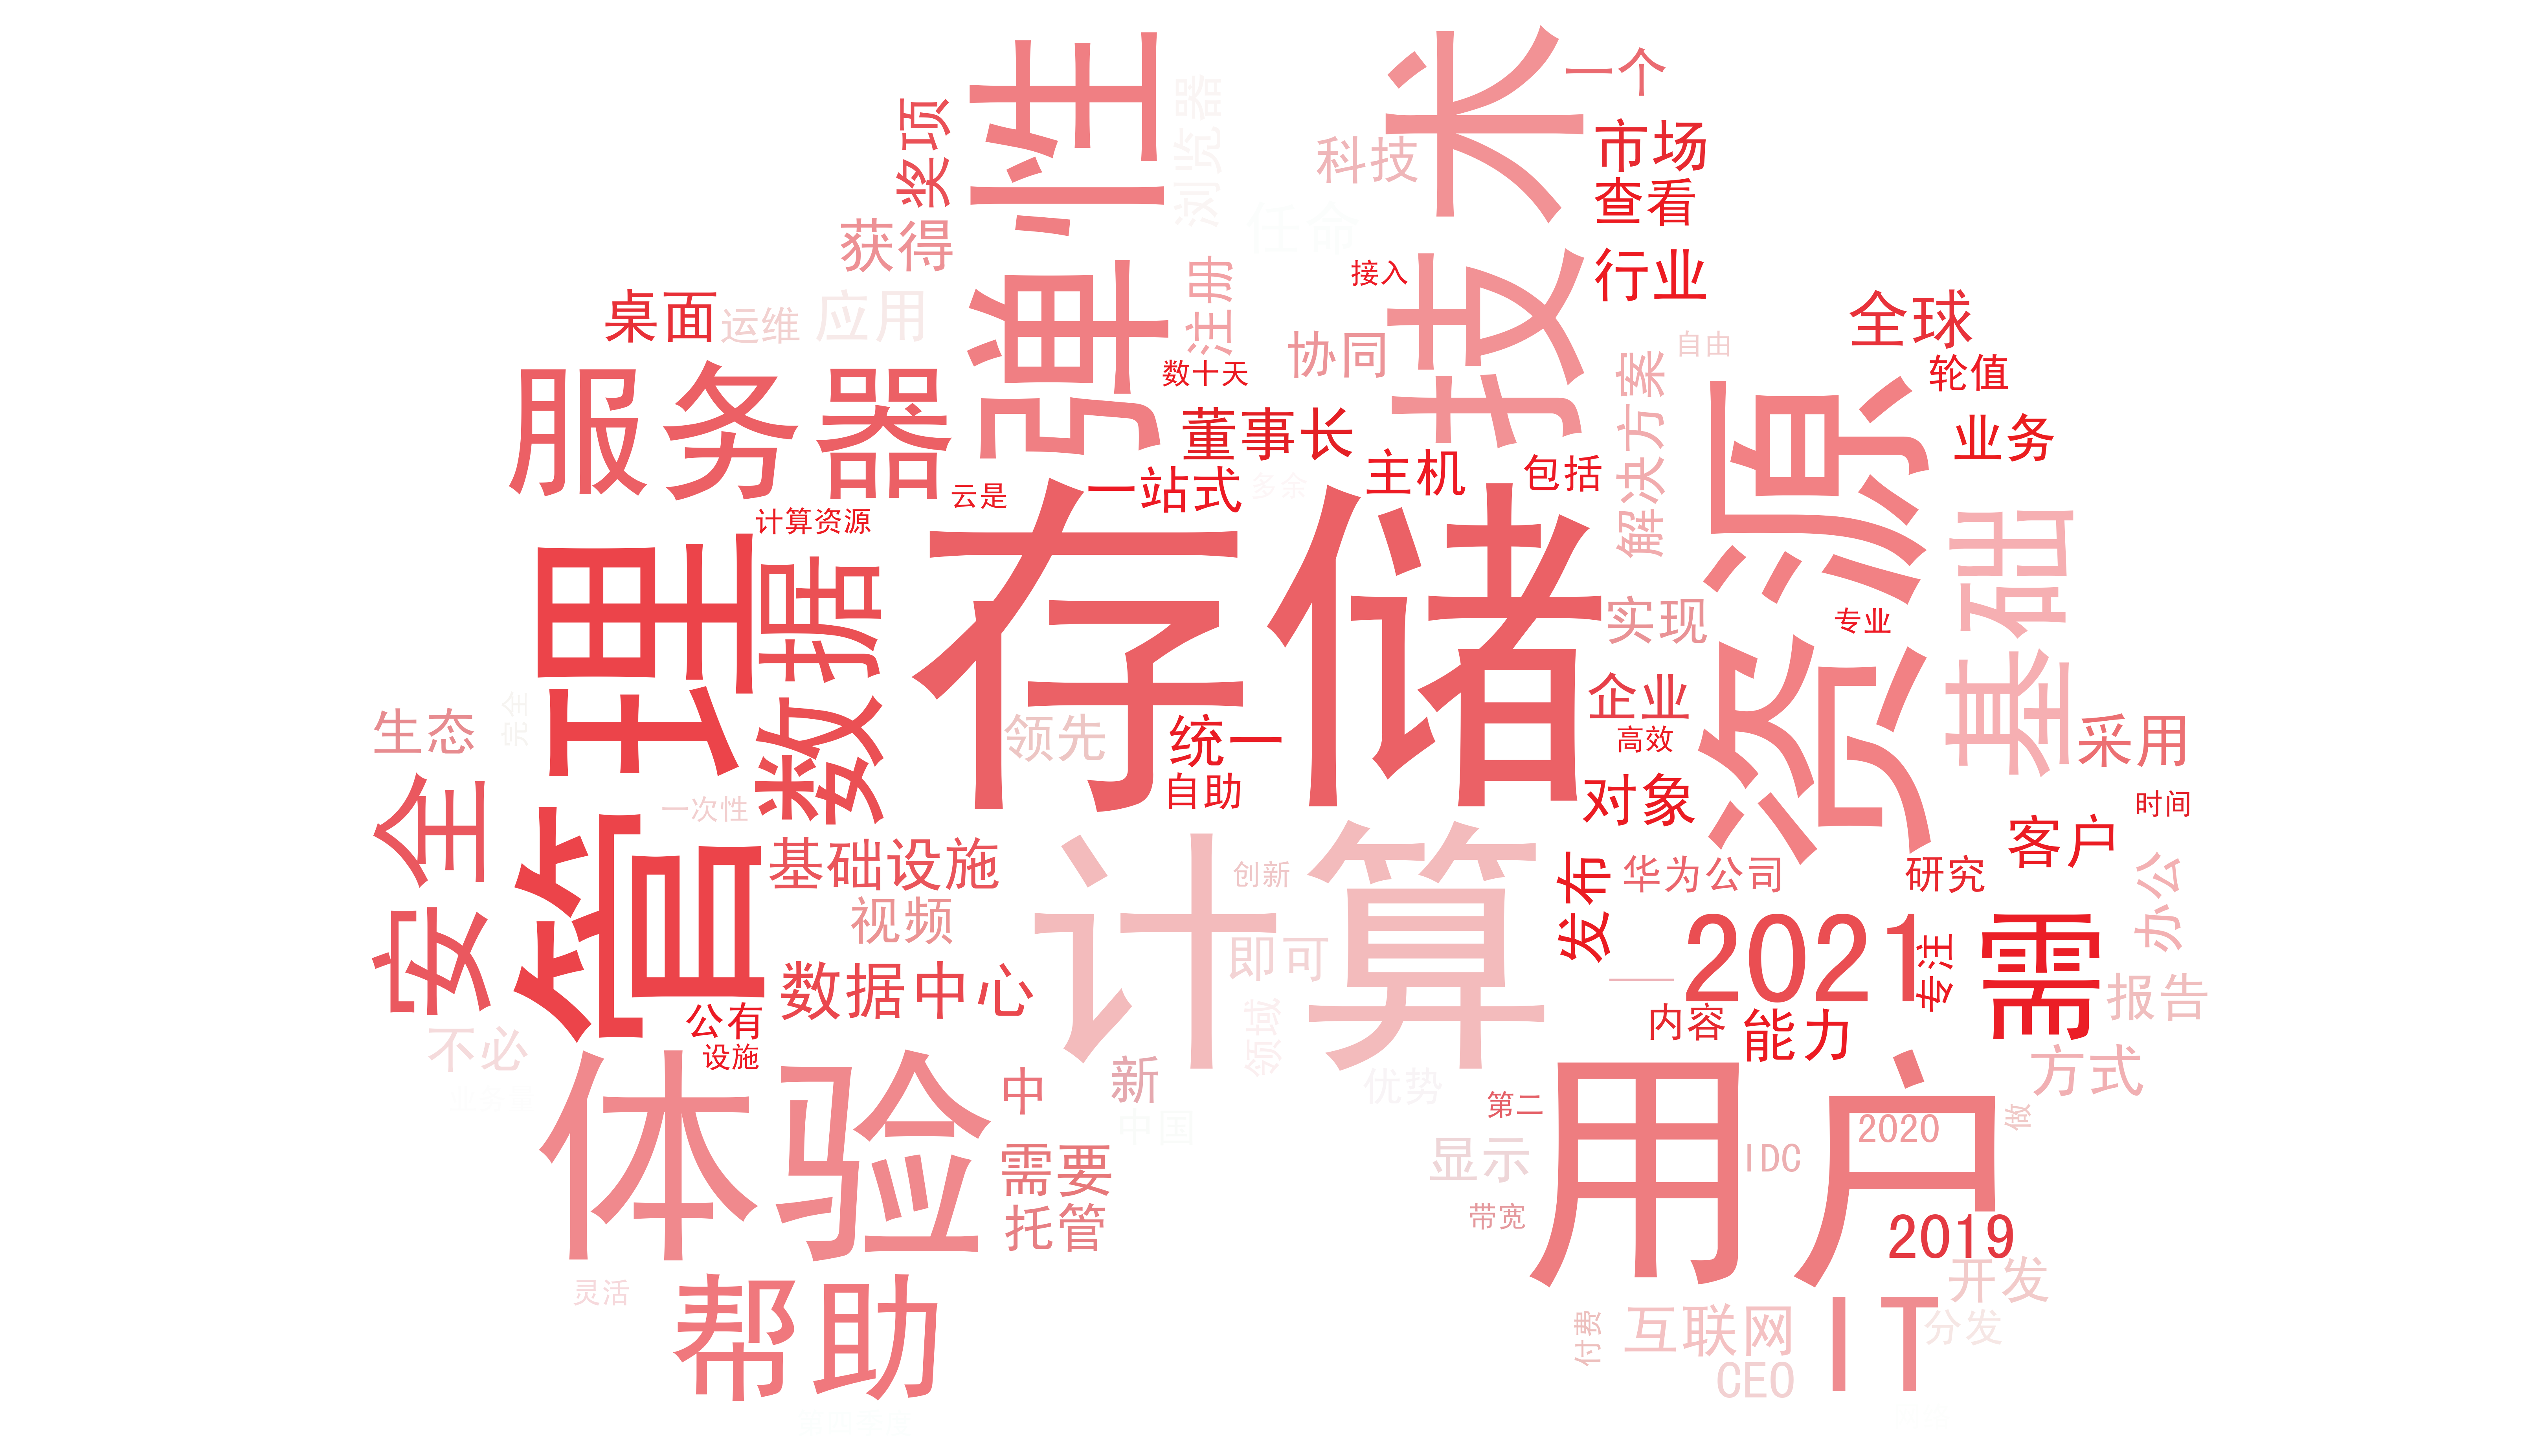 弹性
技术
一个
浏览器
奖项
市场
科技
查看
任命
获得
行业
注册
接入
全球
桌面
运维
应用
协同
自由
轮值
数十天
服务器
解决方案
资源
董事长
业务
主机
包括
一站式
多余
云是
存储
计算资源
基础
管理
数据
实现
专业
企业
领先
统一
高效
生态
完全
采用
自助
对象
一次性
时间
安全
客户
计算
基础设施
创新
华为公司
研究
发布
办公
视频
即可
2021
需
专注
数据中心
报告
领域
公有
内容
能力
不必
设施
体验
用户
方式
新
中
优势
第二
中国
2020
做
需要
显示
IDC
托管
带宽
2019
帮助
灵活
开发
IT
互联网
付费
分发
CEO